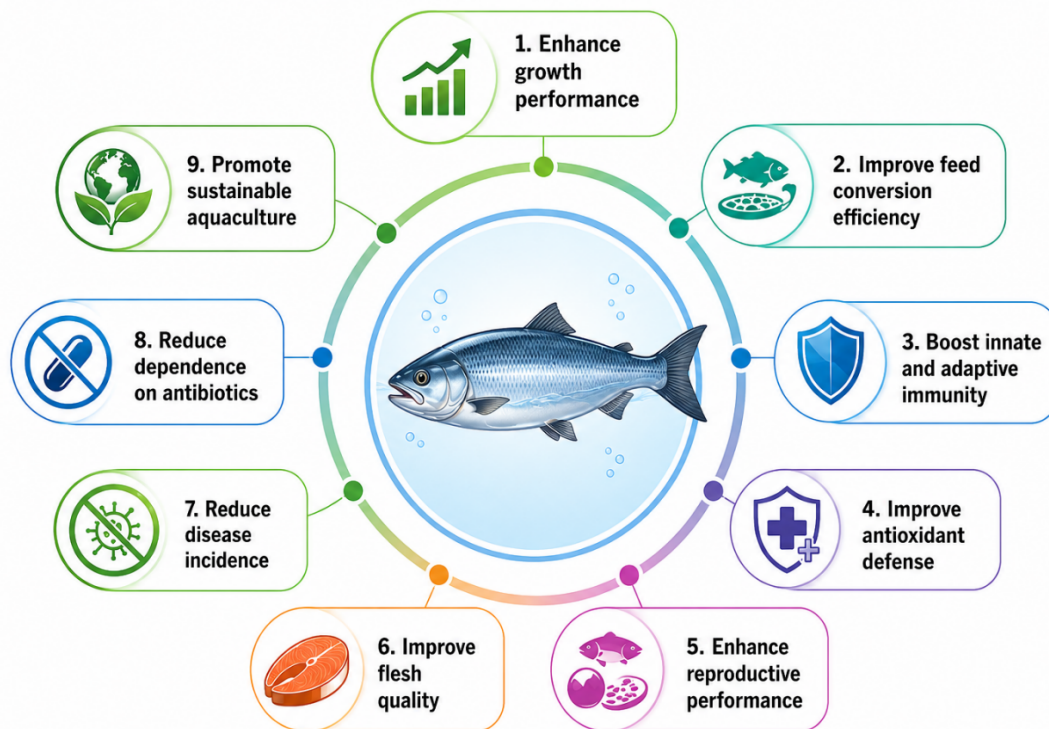 1. Enhance
growth
performance
2. Improve feed
conversion
efficiency
3. Boost innate
and adaptive
immunity
4. Improve
antioxidant
defense
5. Enhance
reproductive
performance
6. Improve
flesh
quality
7. Reduce
disease
incidence
8. Reduce
dependence
on antibiotics
9. Promote
sustainable
aquaculture